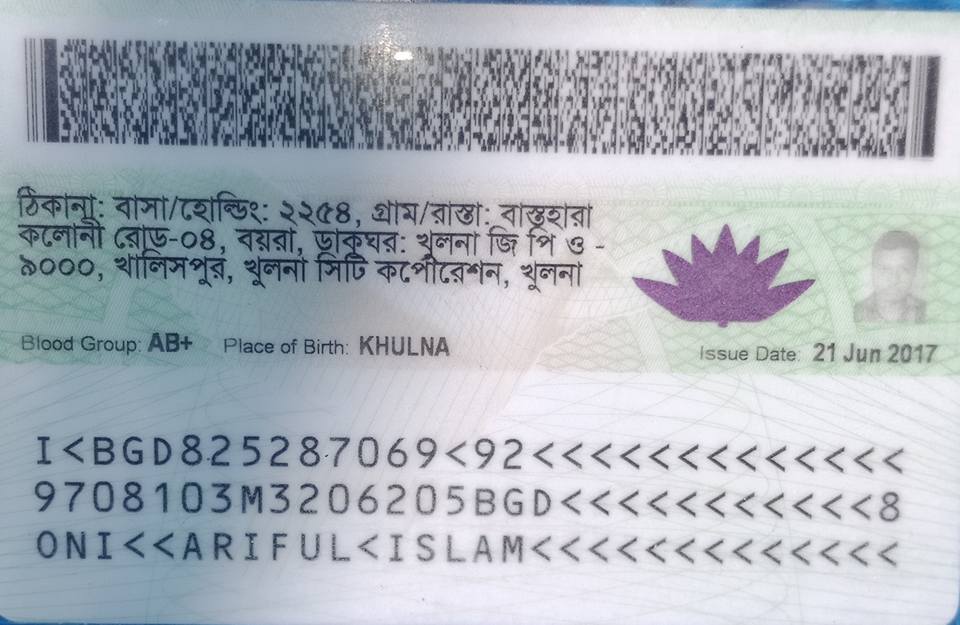 ঠিকানা: বাসা/হোল্ডিং: ২২৫৪, গ্রাম/রাস্তা: বাস্তুহারা
কলোনী রোড-০৪, বয়রা, ডাকঘর: খুলনা জি পি ও -
৯০০০, খালিসপুর, খুলনা সিটি কর্পোরেশন, খুলনা
Blood Group: AB+ Place of Birth: KHULNA Issue Date: 21 Jun 2017
I<BGD825287069<92<<<<<<<<<<<<<
9708103M3206205BGD<<<<<<<<<<<8
ONI<<ARIFUL<ISLAM<<<<<<<<<<<<<